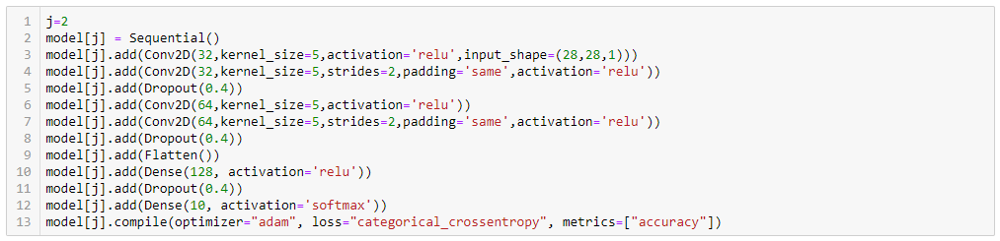 1 j=2
2 model[j] = Sequential()
3 model[j].add(Conv2D(32,kernel_size=5,activation='relu',input_shape=(28,28,1)))
4 model[j].add(Conv2D(32,kernel_size=5,strides=2,padding='same',activation='relu'))
5 model[j].add(Dropout(0.4))
6 model[j].add(Conv2D(64,kernel_size=5,activation='relu'))
7 model[j].add(Conv2D(64,kernel_size=5,strides=2,padding='same',activation='relu'))
8 model[j].add(Dropout(0.4))
9 model[j].add(Flatten())
10 model[j].add(Dense(128, activation='relu'))
11 model[j].add(Dropout(0.4))
12 model[j].add(Dense(10, activation='softmax'))
13 model[j].compile(optimizer="adam", loss="categorical_crossentropy", metrics=["accuracy"])